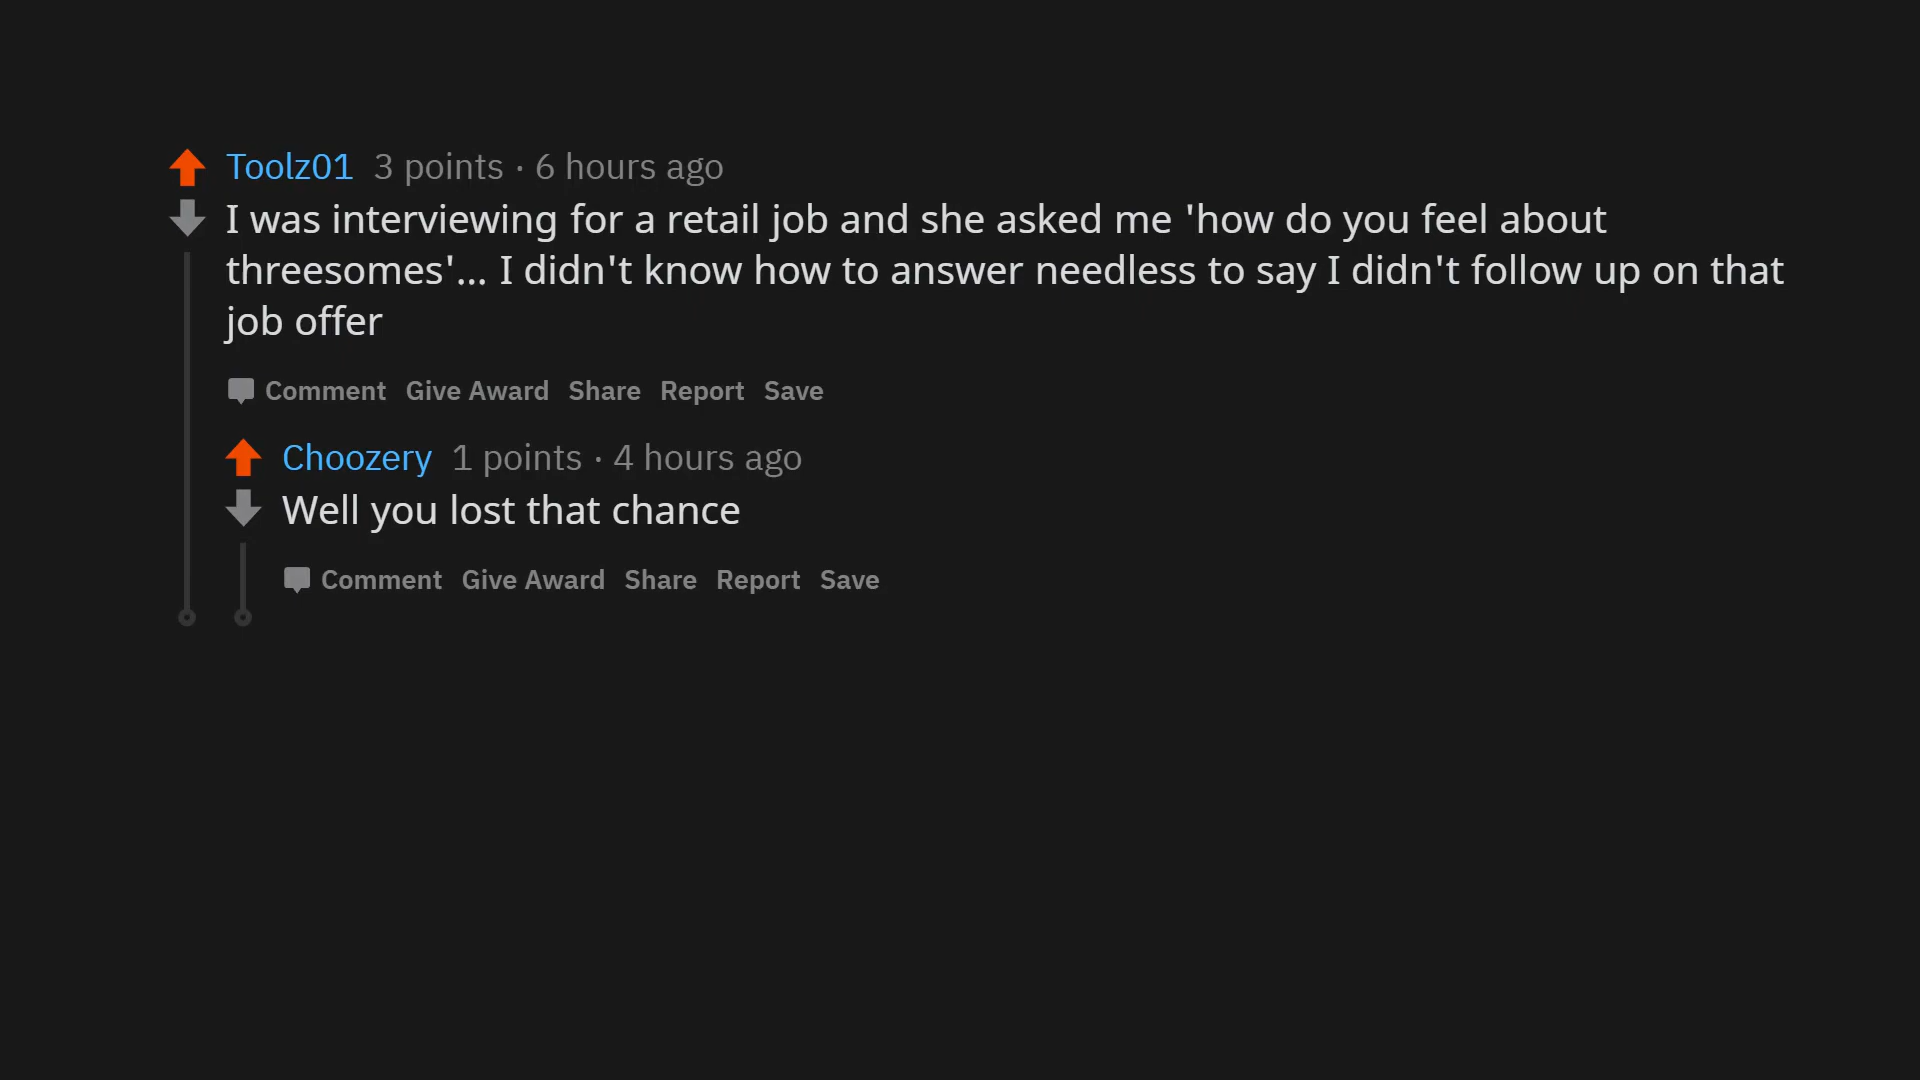 Toolz01 3 points · 6 hours ago
I was interviewing for a retail job and she asked me 'how do you feel about
threesomes'... I didn't know how to answer needless to say I didn't follow up on that
job offer
Comment Give Award Share Report Save
Choozery 1 points · 4 hours ago
Well you lost that chance
Comment Give Award Share Report Save